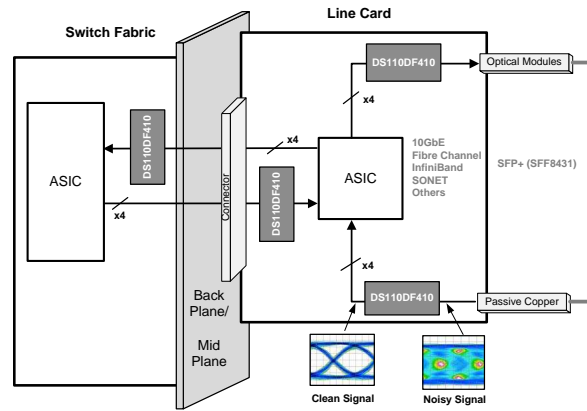 Switch Fabric
Line Card
DS110DF410
Optical Modules
x4
DS110DF410
x4
ASIC
ASIC
10GbE
Fibre Channel
InfiniBand
SONET
Others
SFP+ (SFF8431)
Connector
DS110DF410
x4
x4
Back
Plane/
Mid
Plane
DS110DF410
Passive Copper
Clean Signal
Noisy Signal